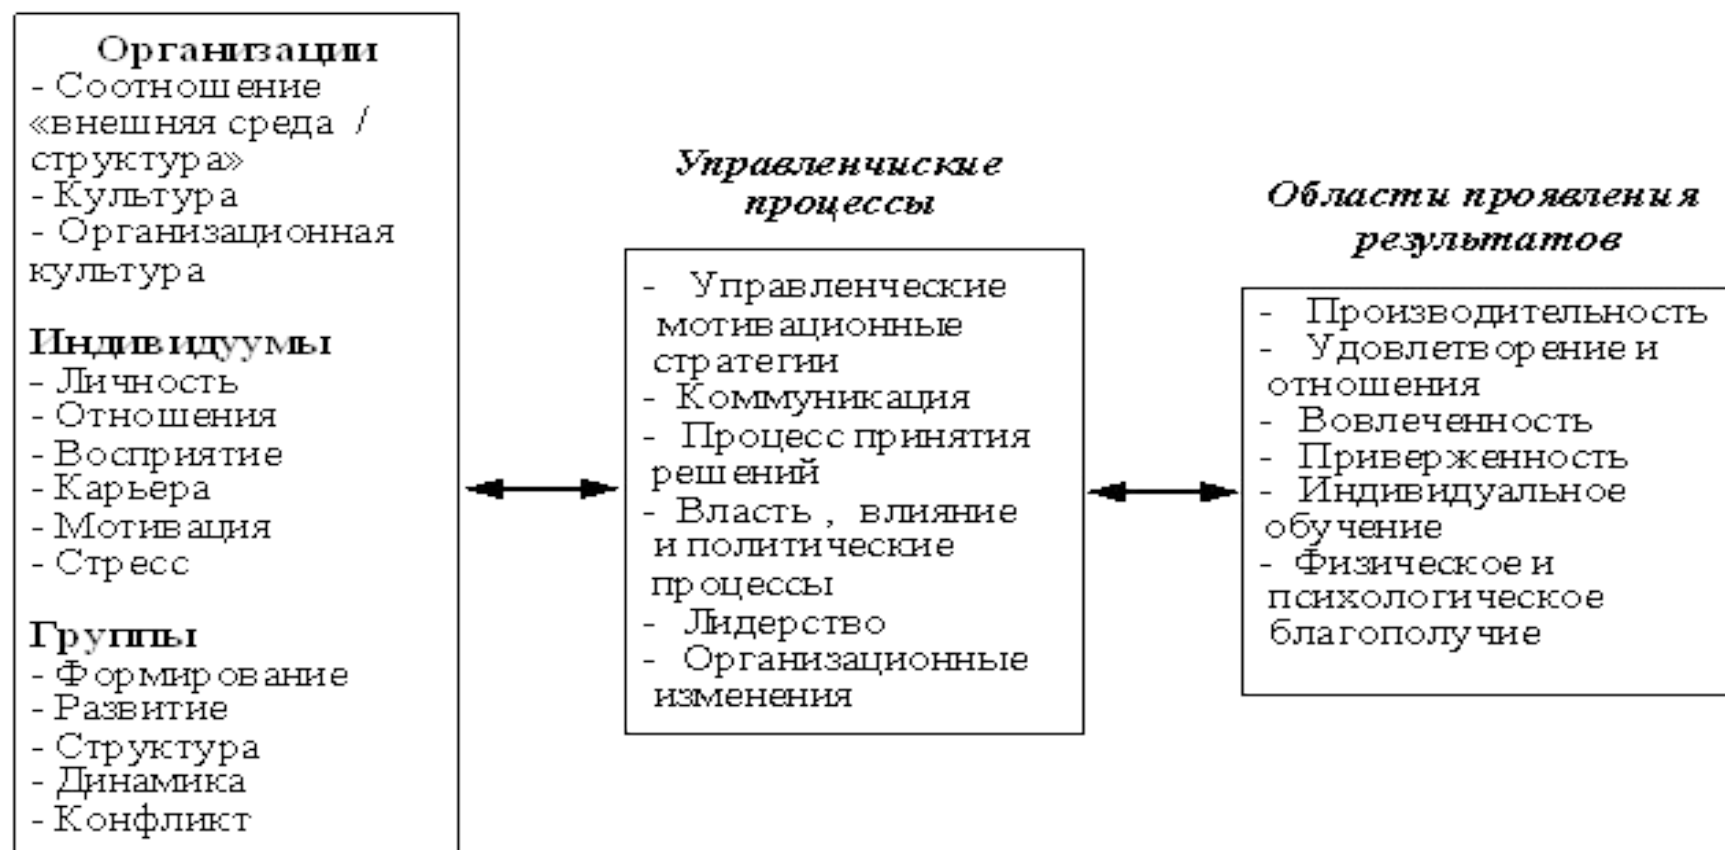 Организации
- Соотношение
«внешняя среда /
структура»
- Культура
- Организационная
культура
Индивидуумы
- Личность
- Отношения
- Восприятие
- Карьера
- Мотивация
- Стресс
Группы
- Формирование
- Развитие
- Структура
- Динамика
- Конфликт
Управленчиские
процессы
- Управленческие
мотивационные
стратегии
- Коммуникация
- Процесс принятия
решений
- Власть , влияние
и политические
процессы
- Лидерство
- Организационные
изменения
Области проявления
результатов
- Производительность
- Удовлетворение и
отношения
- Вовлеченность
- Приверженность
- Индивидуальное
обучение
- Физическое и
психологическое
благополучие